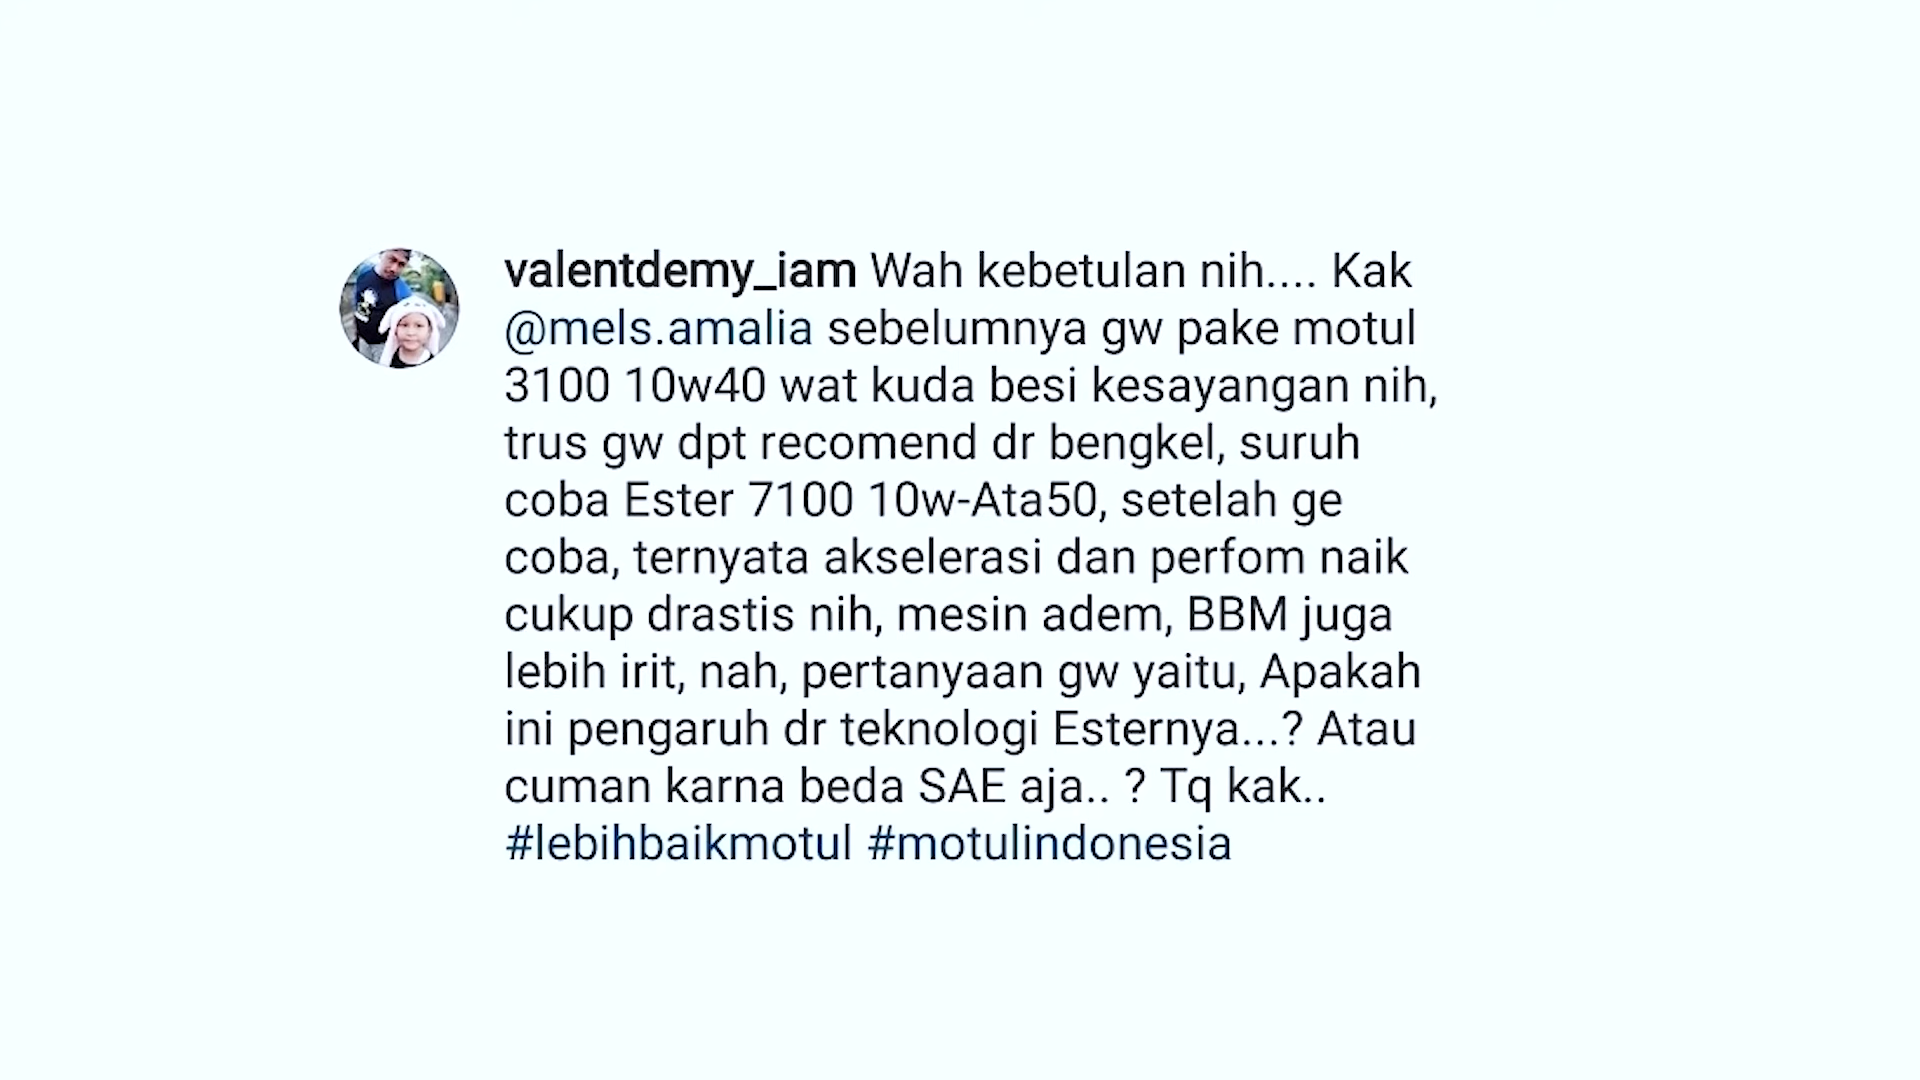 valentdemy_iam Wah kebetulan nih.... Kak
@mels.amalia sebelumnya gw pake motul
3100 10w40 wat kuda besi kesayangan nih,
trus gw dpt recomend dr bengkel, suruh
coba Ester 7100 10w-Ata50, setelah ge
coba, ternyata akselerasi dan perfom naik
cukup drastis nih, mesin adem, BBM juga
lebih irit, nah, pertanyaan gw yaitu, Apakah
ini pengaruh dr teknologi Esternya...? Atau
cuman karna beda SAE aja.. ? Tq kak..
#lebihbaikmotul #motulindonesia